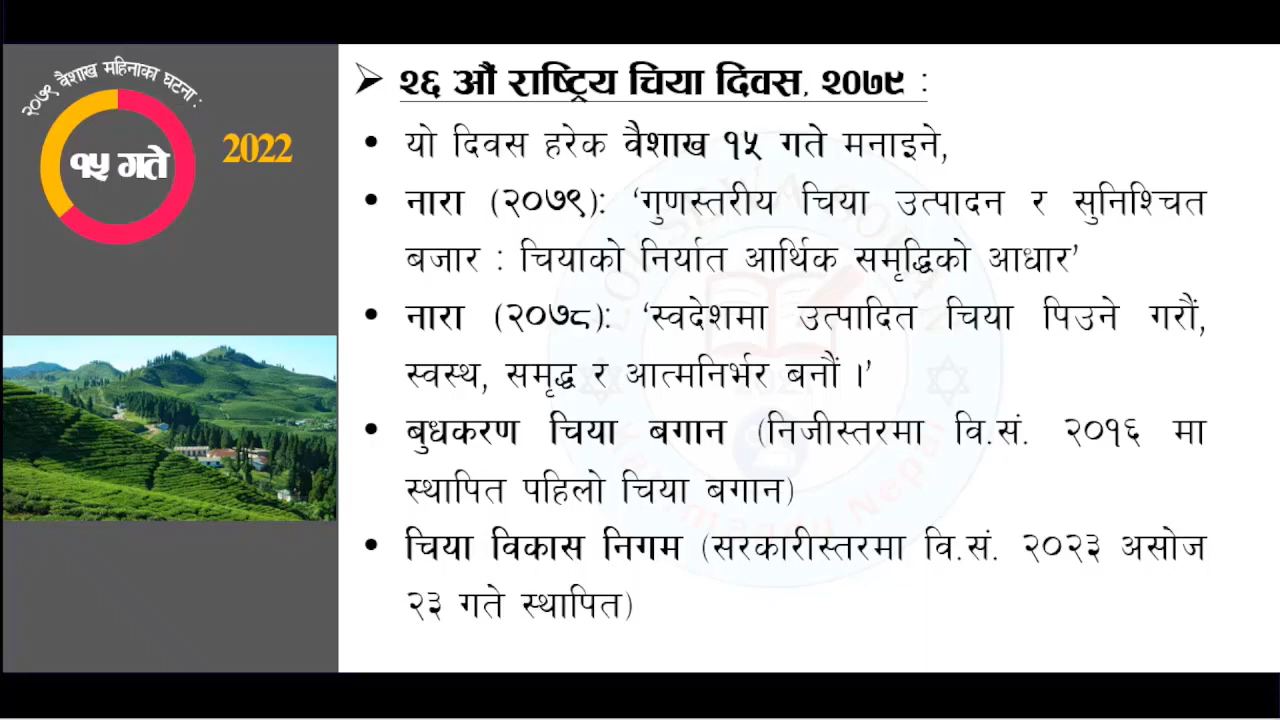 २०७९ वैशाख महिनाका घटना :
१५ गते
2022
➢ २६ औं राष्ट्रिय चिया दिवस, २०७९ :
• यो दिवस हरेक वैशाख १५ गते मनाइने,
• नारा (२०७९): ‘गुणस्तरीय चिया उत्पादन र सुनिश्चित
बजार : चियाको निर्यात आर्थिक समृद्धिको आधार’
• नारा (२०७८): ‘स्वदेशमा उत्पादित चिया पिउने गरौं,
स्वस्थ, समृद्ध र आत्मनिर्भर बनौं ।’
• बुधकरण चिया बगान (निजीस्तरमा वि.सं. २०१६ मा
स्थापित पहिलो चिया बगान)
• चिया विकास निगम (सरकारीस्तरमा वि.सं. २०२३ असोज
२३ गते स्थापित)